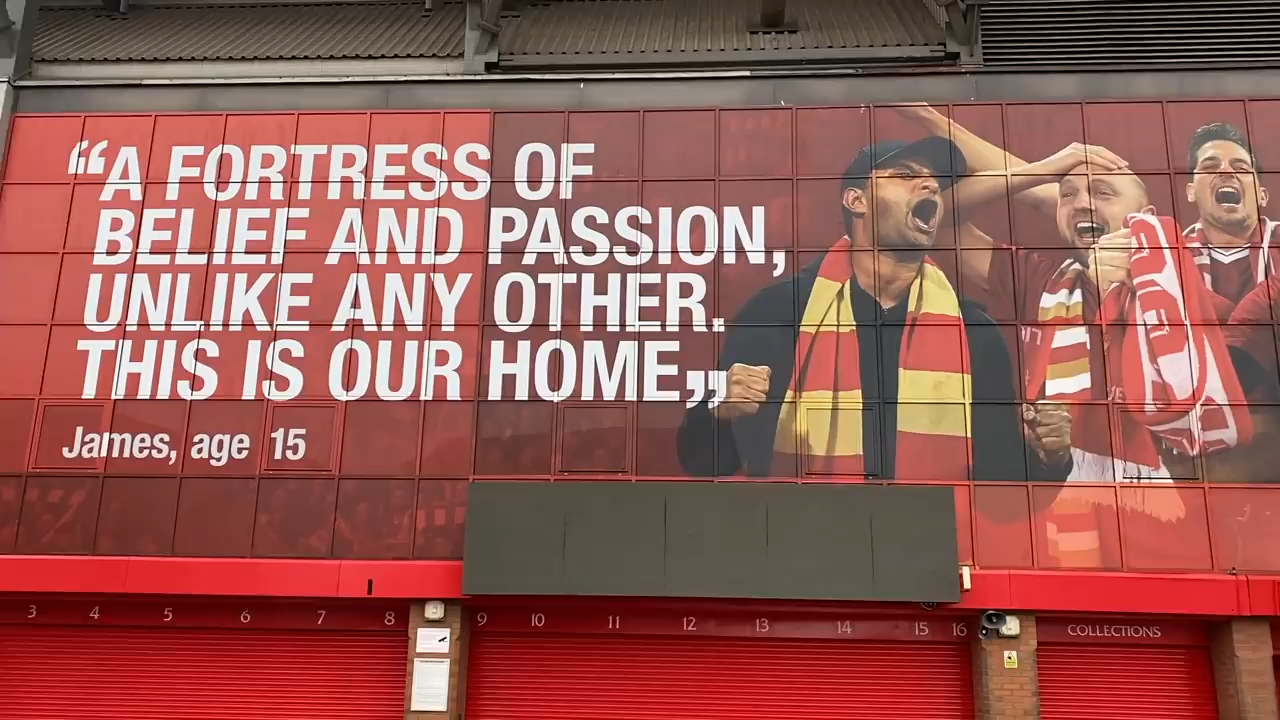 “A FORTRESS OF
BELIEF AND PASSION,
UNLIKE ANY OTHER.
THIS IS OUR HOME„
James, age 15
3 4 5 6 7 8 9 10 11 12 13 14 15 16 COLLECTIONS